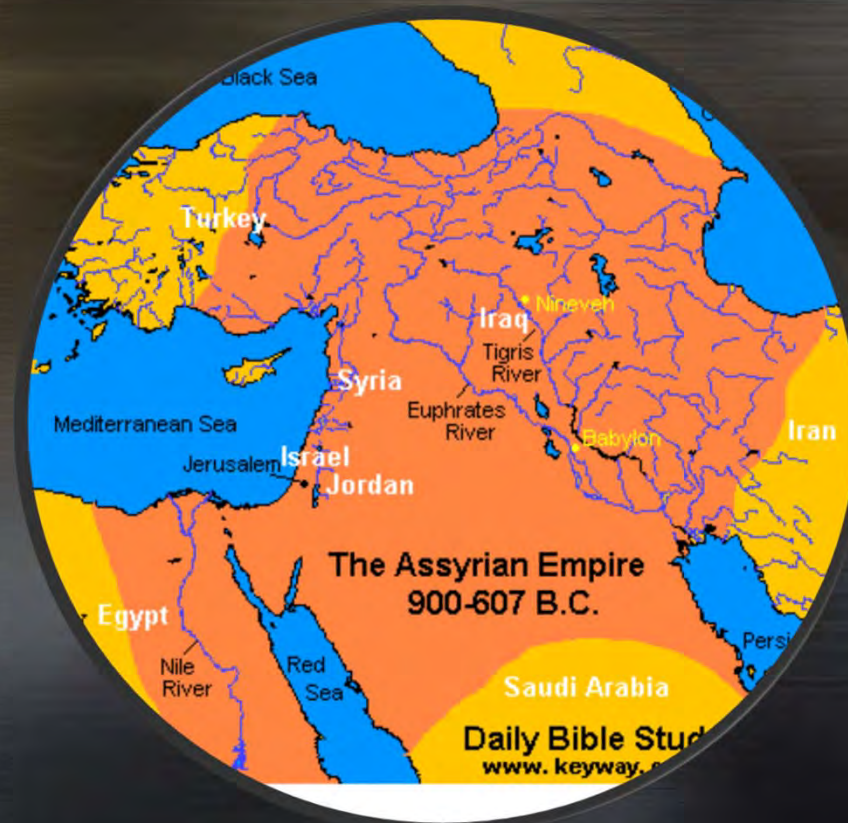 Black Sea
Turkey
Nineveh
Iraq
Tigris
River
Syria
Euphrates
River
Mediterranean Sea
Babylon
Iran
Jerusalem
Israel
Jordan
The Assyrian Empire
900-607 B.C.
Egypt
Nile
River
Red
Sea
Persi
Saudi Arabia
Daily Bible Stud
www.keyway.